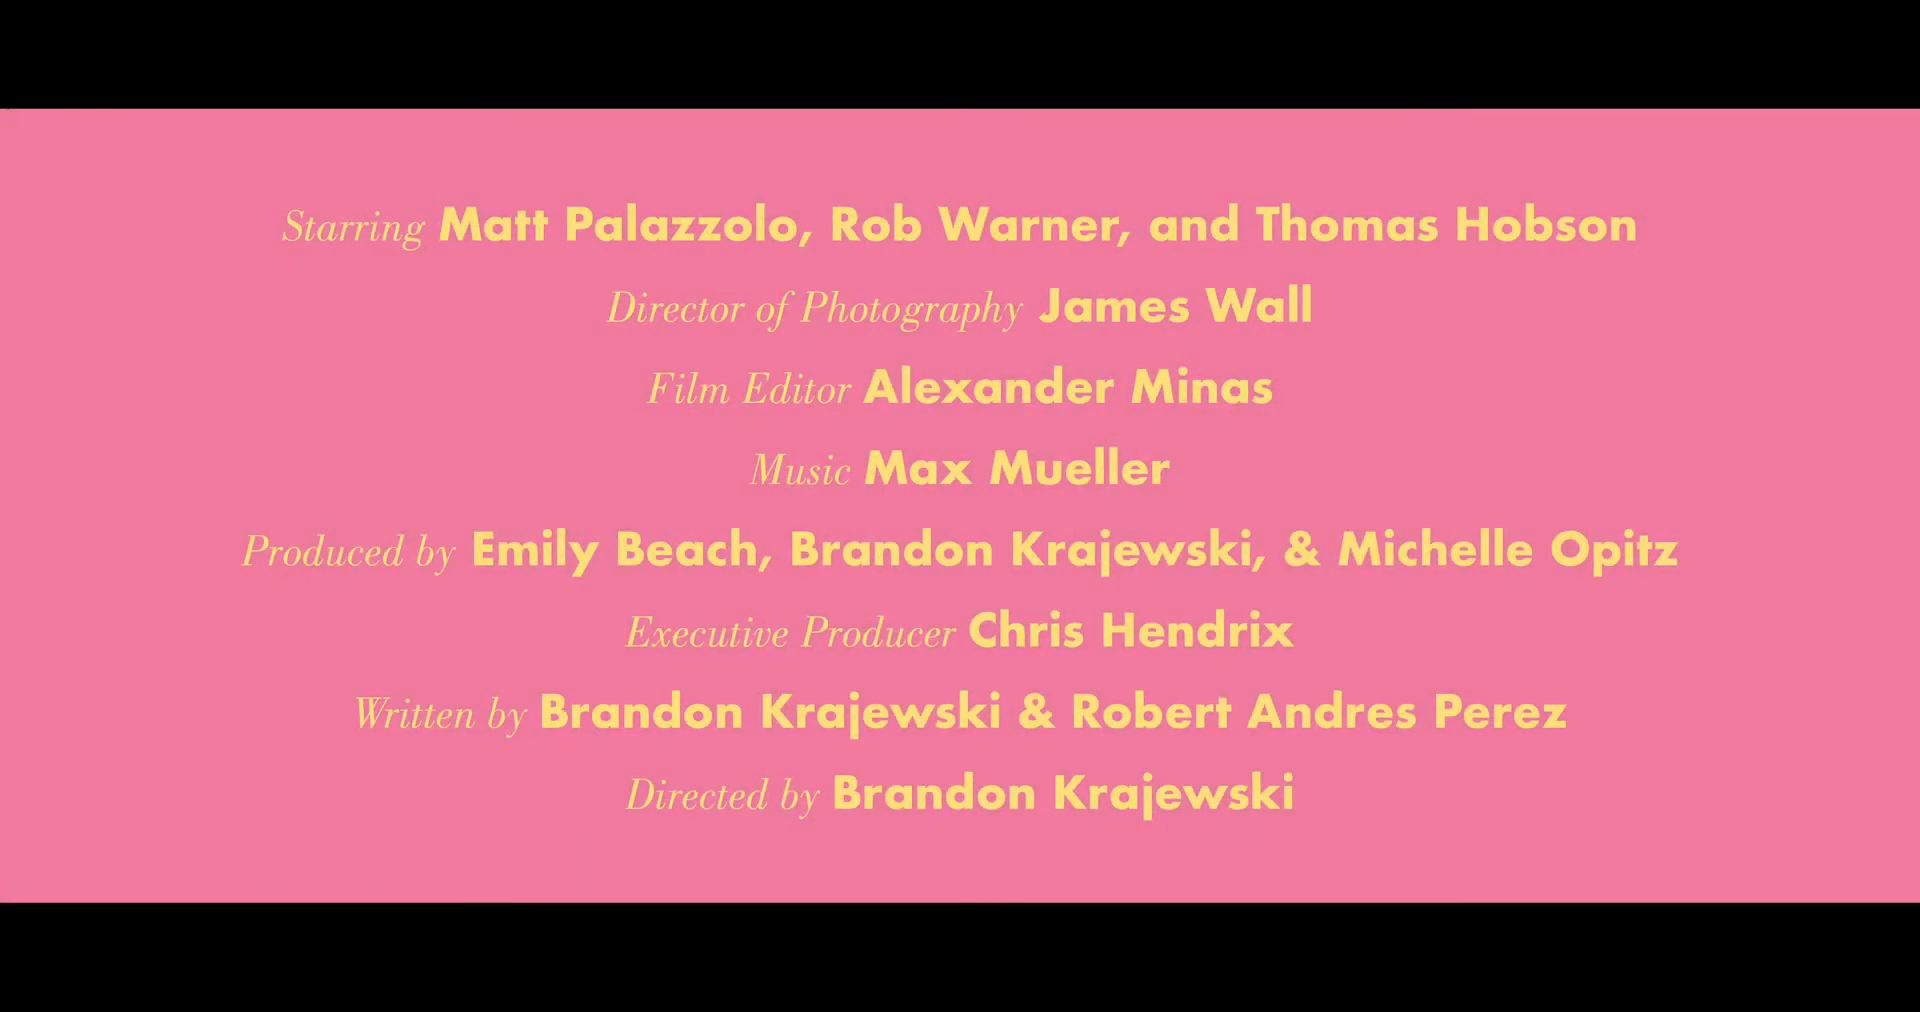 Starring Matt Palazzolo, Rob Warner, and Thomas Hobson
Director of Photography James Wall
Film Editor Alexander Minas
Music Max Mueller
Produced by Emily Beach, Brandon Krajewski, & Michelle Opitz
Executive Producer Chris Hendrix
Written by Brandon Krajewski & Robert Andres Perez
Directed by Brandon Krajewski